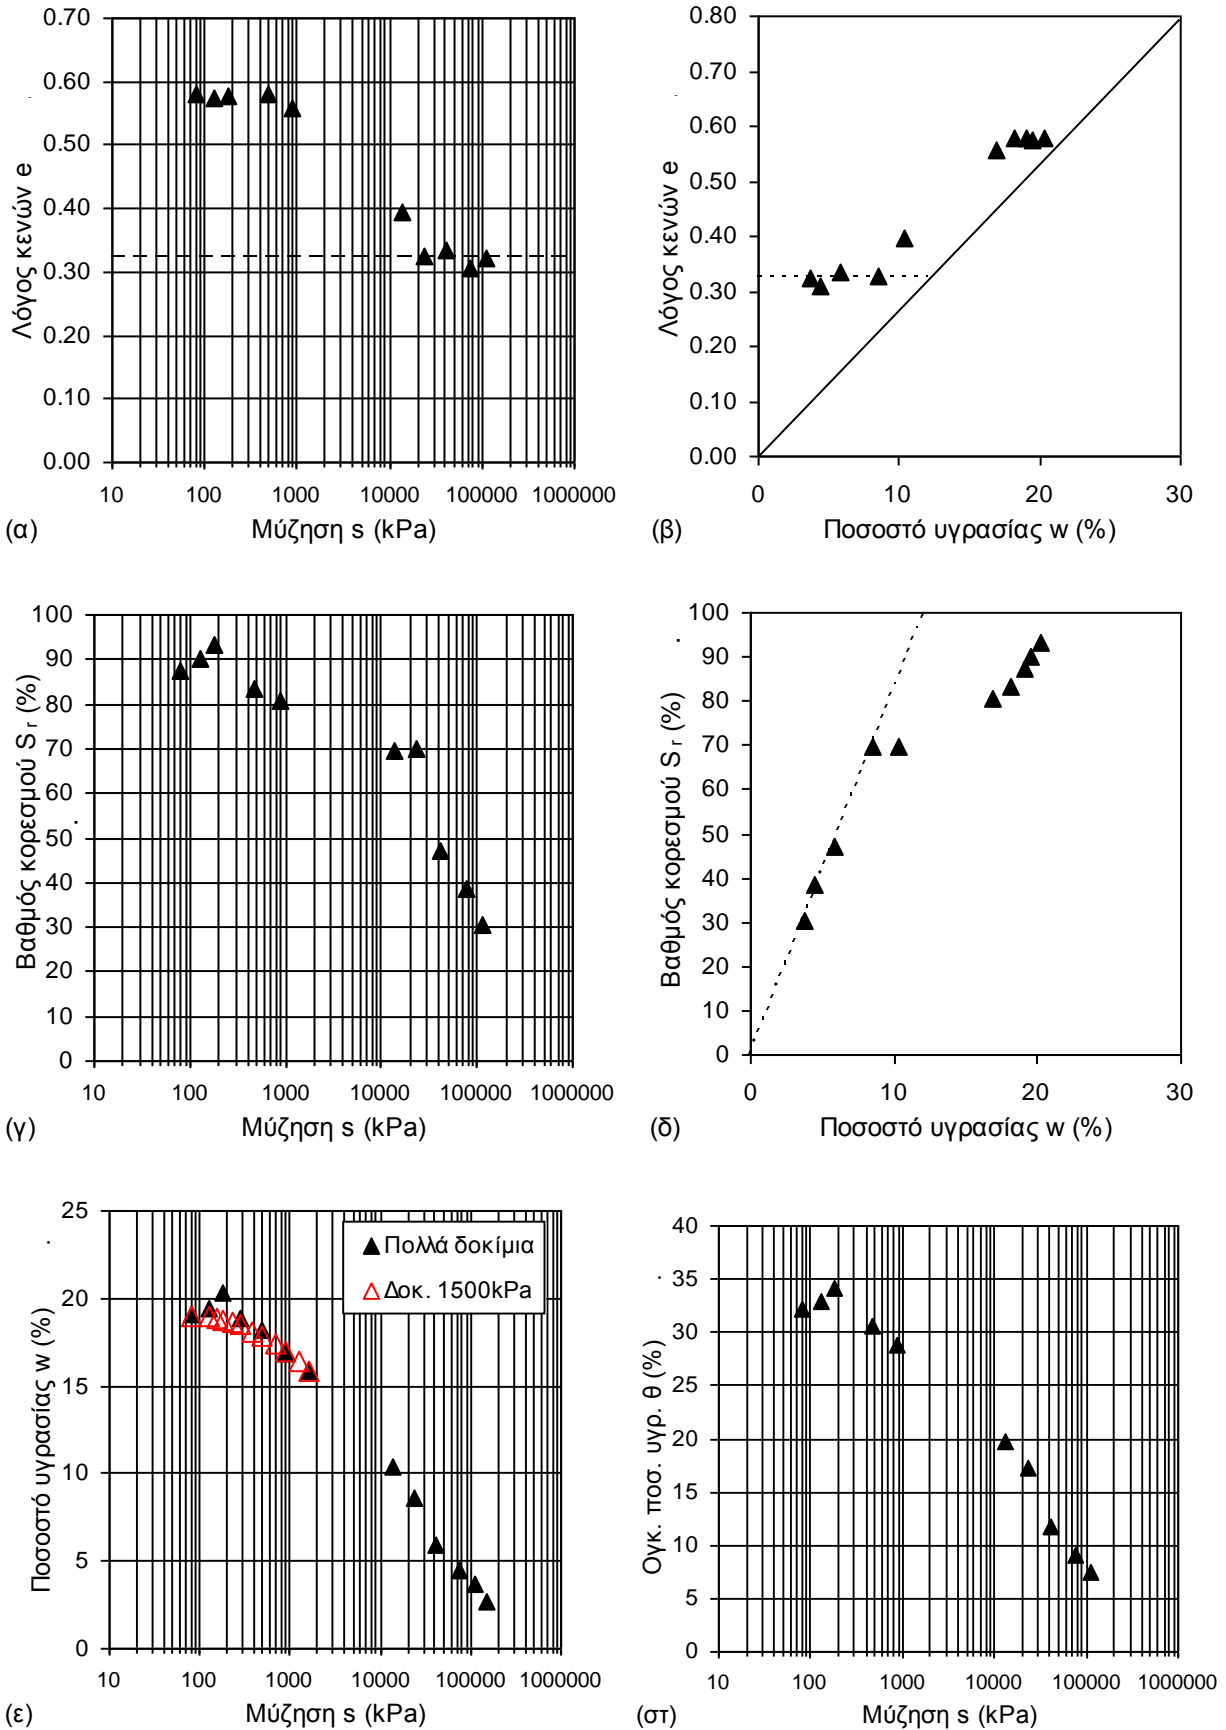 0.70
0.60
0.50
0.40
0.30
0.20
0.10
0.00
Λόγος κενών e
10 100 1000 10000 100000 1000000
(α) Μύζηση s (kPa)
0.80
0.70
0.60
0.50
0.40
0.30
0.20
0.10
0.00
Λόγος κενών e
0 10 20 30
(β) Ποσοστό υγρασίας w (%)
100
90
80
70
60
50
40
30
20
10
0
Βαθμός κορεσμού S r (%)
10 100 1000 10000 100000 1000000
(γ) Μύζηση s (kPa)
100
90
80
70
60
50
40
30
20
10
0
Βαθμός κορεσμού S r (%)
0 10 20 30
(δ) Ποσοστό υγρασίας w (%)
25
20
15
10
5
0
Ποσοστό υγρασίας w (%)
Πολλά δοκίμια
Δοκ. 1500kPa
10 100 1000 10000 100000 1000000
(ε) Μύζηση s (kPa)
40
35
30
25
20
15
10
5
0
Ογκ. ποσ. υγρ. θ (%)
10 100 1000 10000 100000 1000000
(στ) Μύζηση s (kPa)